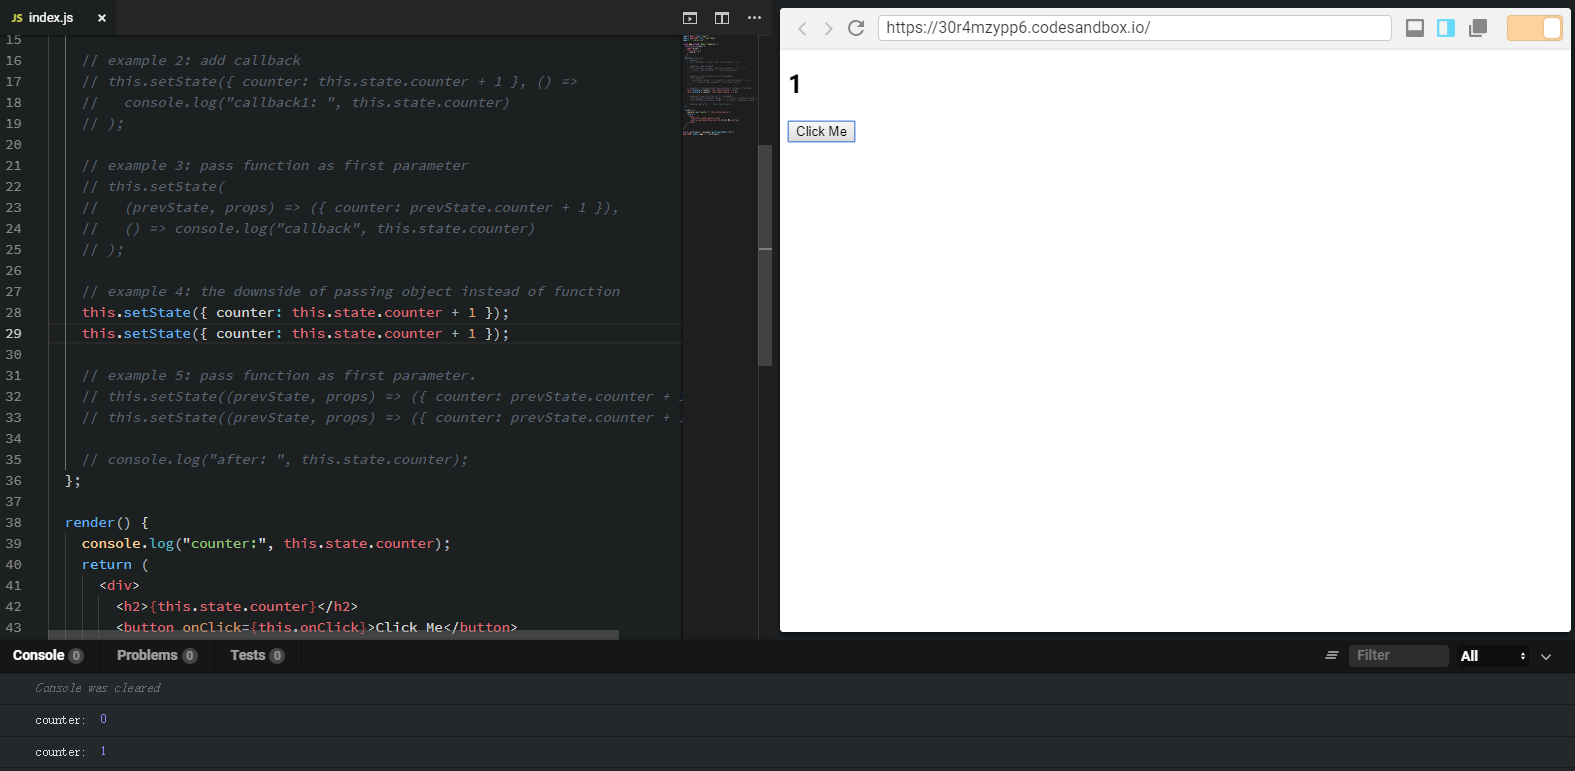 JS index.js ×
15
16 // example 2: add callback
17 // this.setState({ counter: this.state.counter + 1 }, () =>
18 //   console.log("callback1: ", this.state.counter)
19 // );
20
21 // example 3: pass function as first parameter
22 // this.setState(
23 //   (prevState, props) => ({ counter: prevState.counter + 1 }),
24 //   () => console.log("callback", this.state.counter)
25 // );
26
27 // example 4: the downside of passing object instead of function
28 this.setState({ counter: this.state.counter + 1 });
29 this.setState({ counter: this.state.counter + 1 });
30
31 // example 5: pass function as first parameter.
32 // this.setState((prevState, props) => ({ counter: prevState.counter +
33 // this.setState((prevState, props) => ({ counter: prevState.counter +
34
35 // console.log("after: ", this.state.counter);
36 };
37
38 render() {
39 console.log("counter:", this.state.counter);
40 return (
41 <div>
42 <h2>{this.state.counter}</h2>
43 <button onClick={this.onClick}>Click Me</button>
https://30r4mzypp6.codesandbox.io/
1
Click Me
Console 0 Problems 0 Tests 0 Filter All
Console was cleared
counter: 0
counter: 1